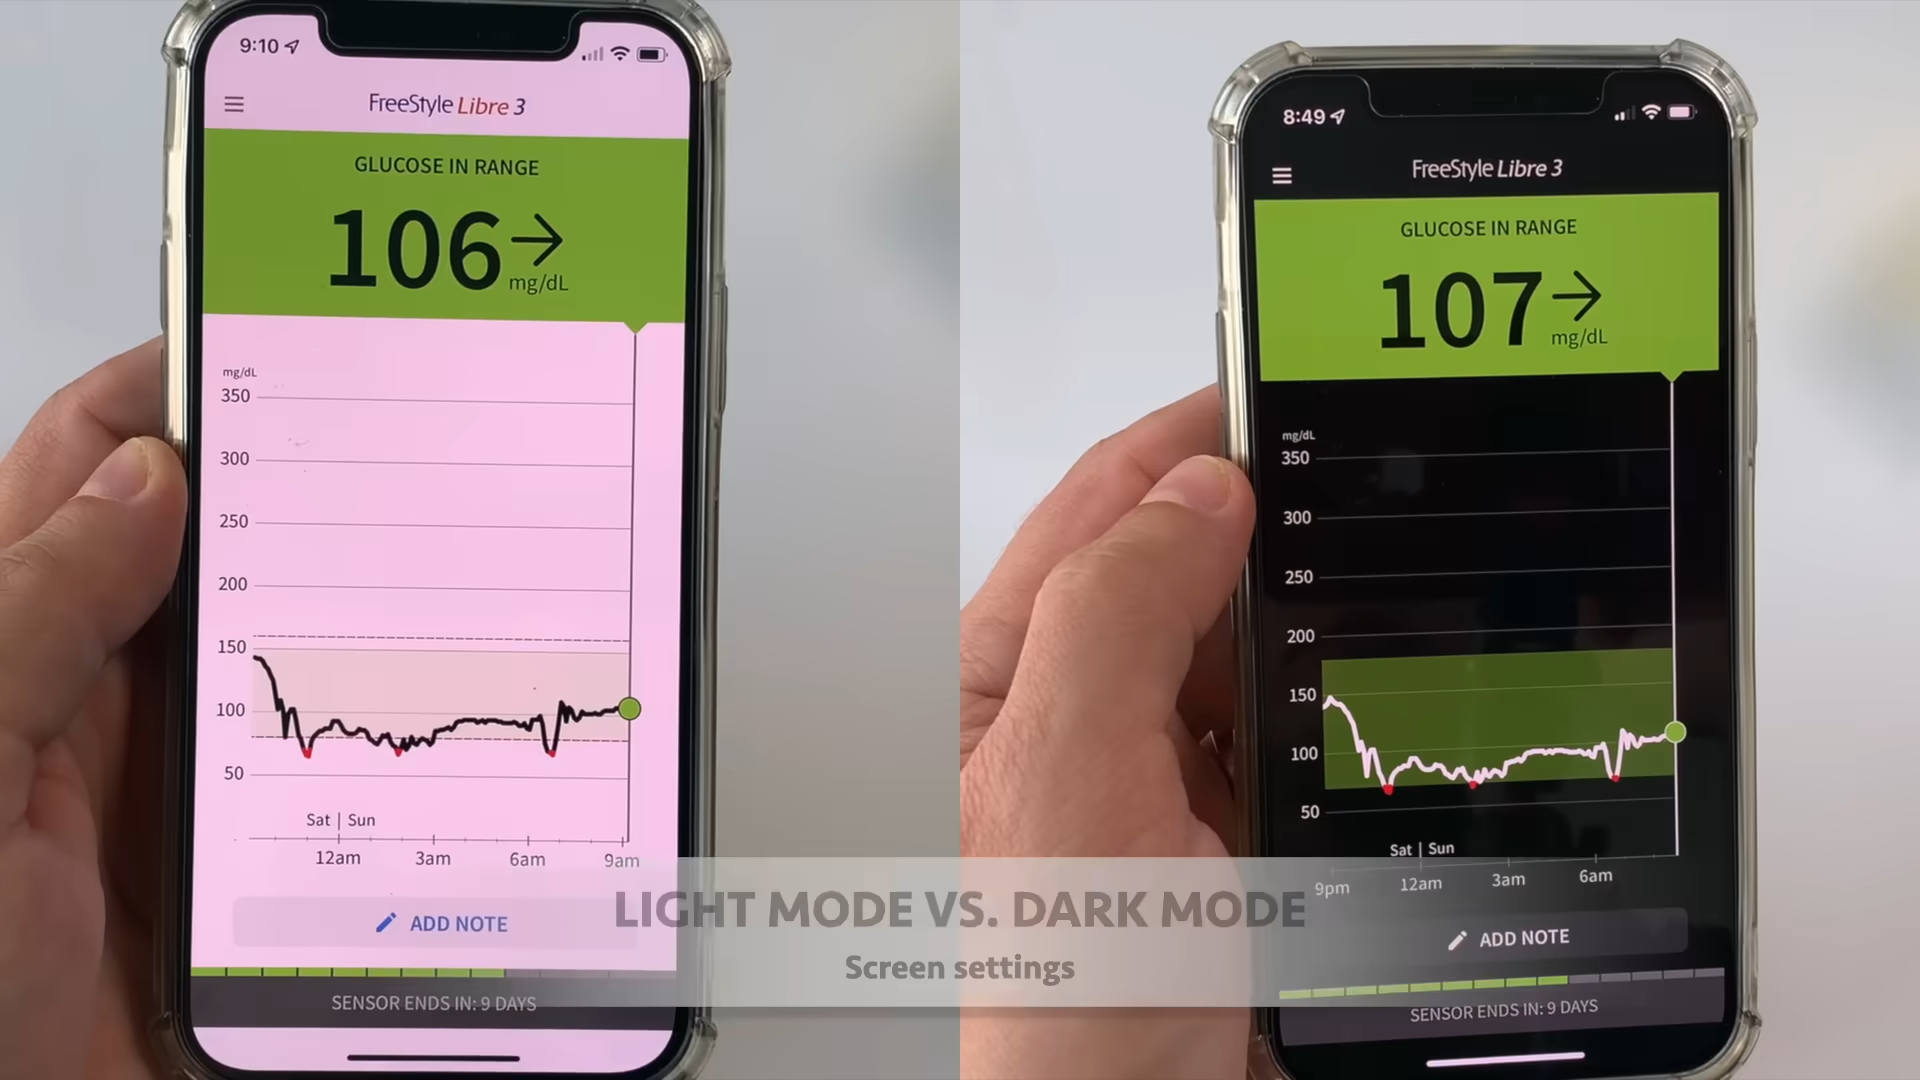 9:10
FreeStyle Libre 3
GLUCOSE IN RANGE
106
mg/dL
mg/dL
350
300
250
200
150
100
50
Sat | Sun
12am 3am 6am 9am
ADD NOTE
SENSOR ENDS IN: 9 DAYS
8:49
FreeStyle Libre 3
GLUCOSE IN RANGE
107
mg/dL
mg/dL
350
300
250
200
150
100
50
Sat | Sun
9pm 12am 3am 6am
ADD NOTE
SENSOR ENDS IN: 9 DAYS
LIGHT MODE VS. DARK MODE
Screen settings